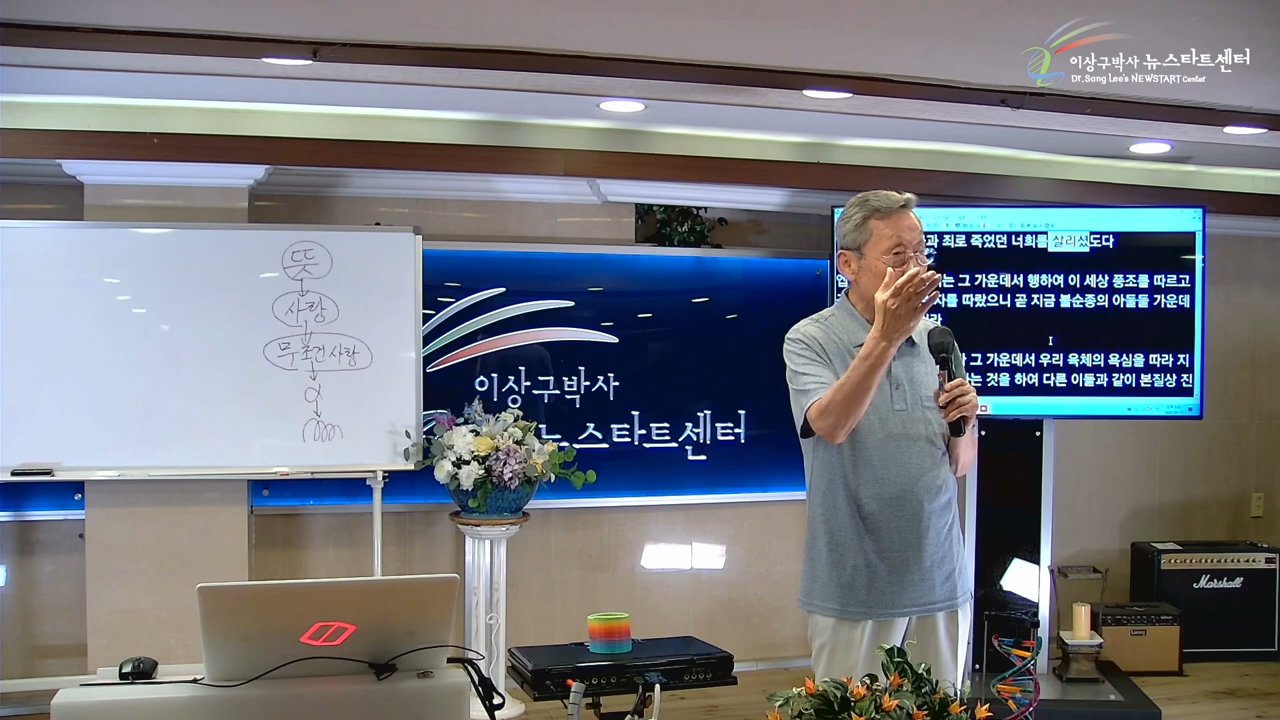 이상구박사 뉴스타트센터
Dr. Sang Lee's NEWSTART Center
뜻
사랑
무조건사랑
이상구박사
뉴스타트센터
과 죄로 죽었던 너희를 살리셨도다
는 그 가운데서 행하여 이 세상 풍조를 따르고
자를 따랐으니 곧 지금 불순종의 아들들 가운데
그 가운데서 우리 육체의 욕심을 따라 지
는 것을 하여 다른 이들과 같이 본질상 진
Marshall
Laney